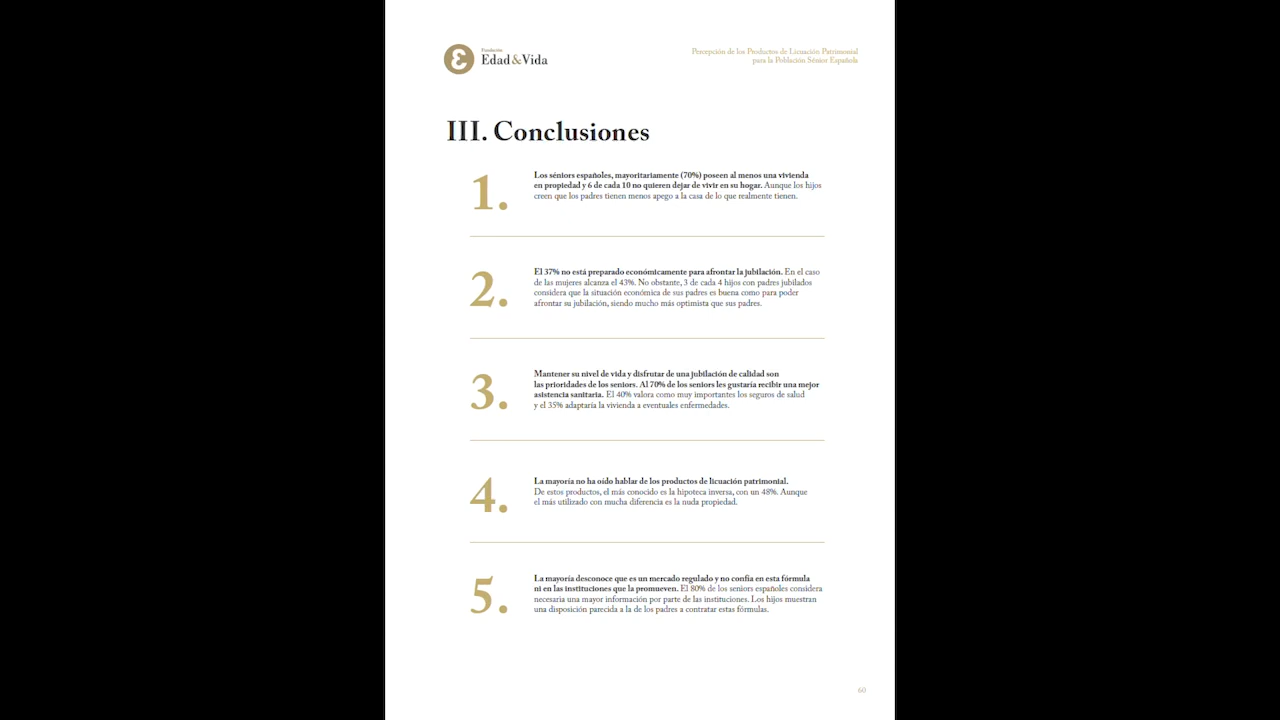 Fundación
Edad&Vida
Percepción de los Productos de Licuación Patrimonial
para la Población Sénior Española
III. Conclusiones
1.
Los séniors españoles, mayoritariamente (70%) poseen al menos una vivienda
en propiedad y 6 de cada 10 no quieren dejar de vivir en su hogar. Aunque los hijos
creen que los padres tienen menos apego a la casa de lo que realmente tienen.
2.
El 37% no está preparado económicamente para afrontar la jubilación. En el caso
de las mujeres alcanza el 43%. No obstante, 3 de cada 4 hijos con padres jubilados
considera que la situación económica de sus padres es buena como para poder
afrontar su jubilación, siendo mucho más optimista que sus padres.
3.
Mantener su nivel de vida y disfrutar de una jubilación de calidad son
las prioridades de los seniors. Al 70% de los seniors les gustaría recibir una mejor
asistencia sanitaria. El 40% valora como muy importantes los seguros de salud
y el 35% adaptaría la vivienda a eventuales enfermedades.
4.
La mayoría no ha oído hablar de los productos de licuación patrimonial.
De estos productos, el más conocido es la hipoteca inversa, con un 48%. Aunque
el más utilizado con mucha diferencia es la nuda propiedad.
5.
La mayoría desconoce que es un mercado regulado y no confía en esta fórmula
ni en las instituciones que la promueven. El 80% de los seniors españoles considera
necesaria una mayor información por parte de las instituciones. Los hijos muestran
una disposición parecida a la de los padres a contratar estas fórmulas.
60